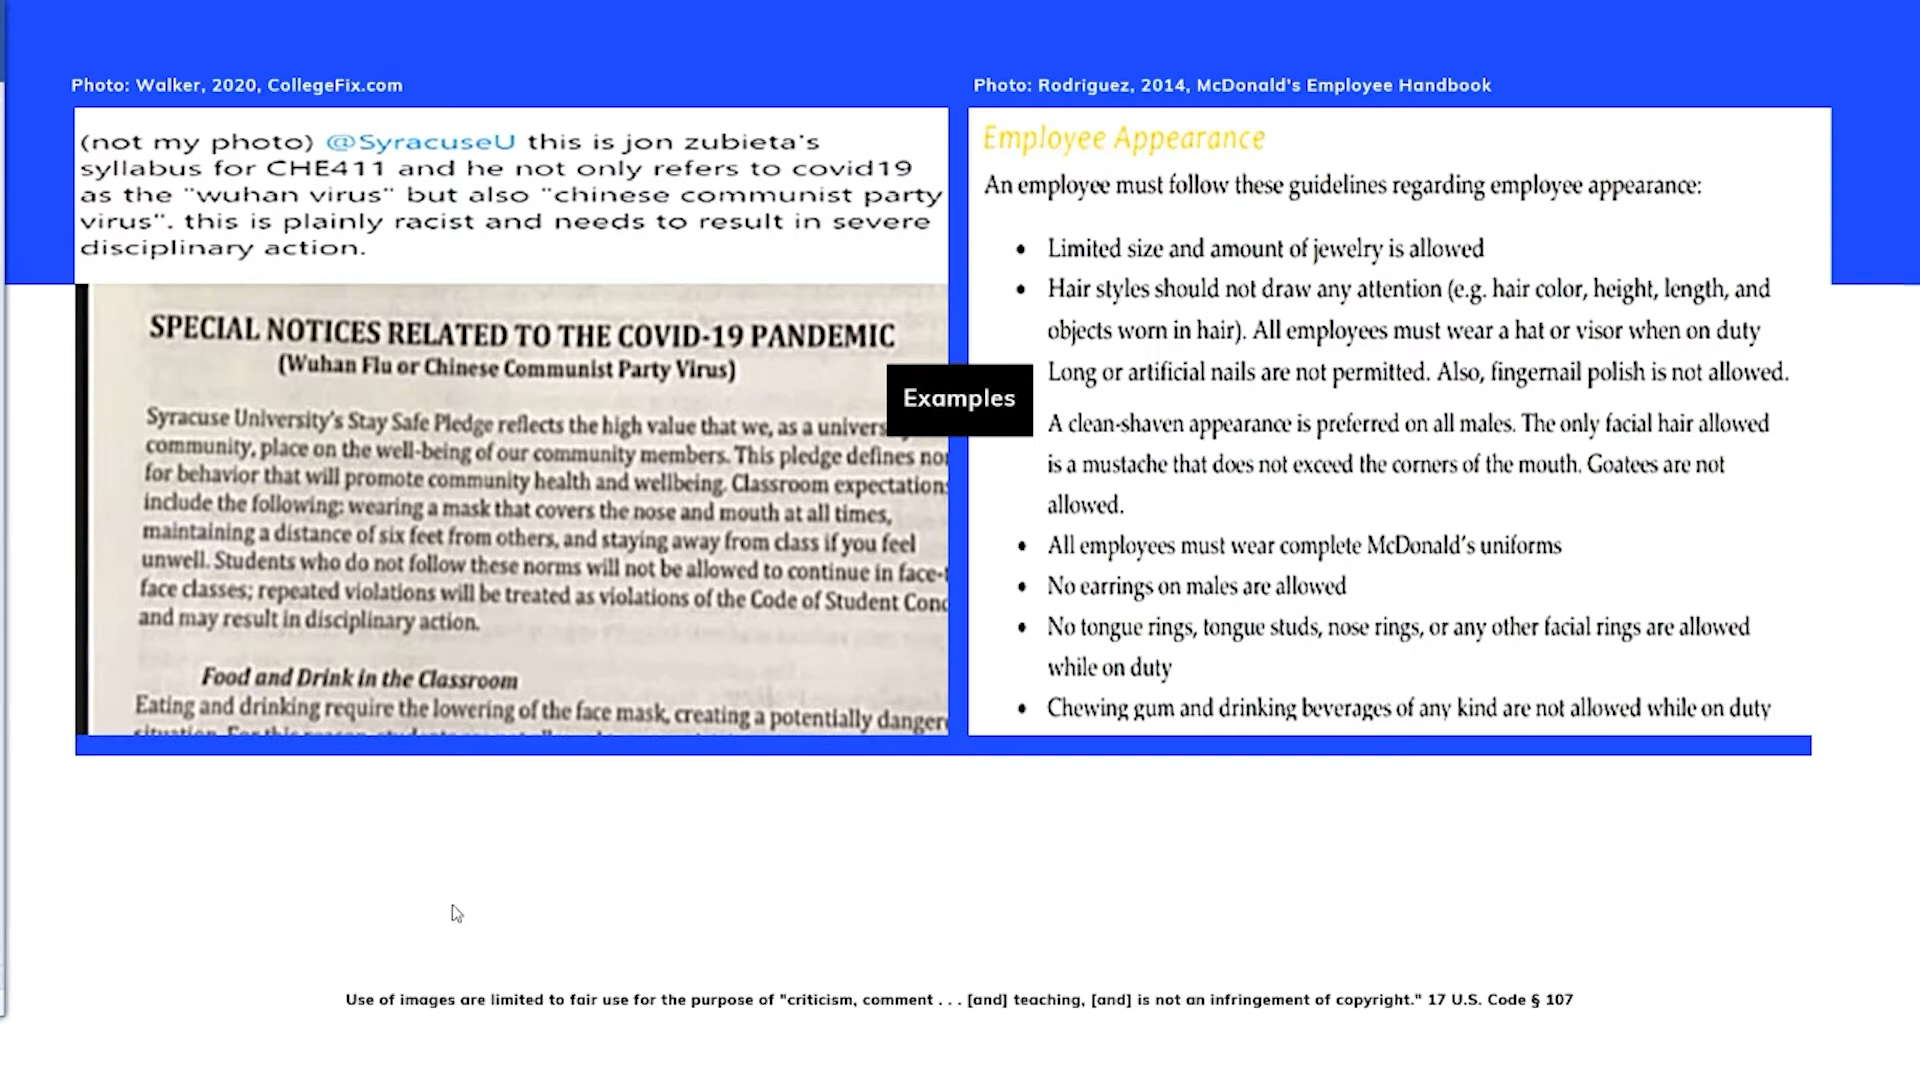 Photo: Walker, 2020, CollegeFix.com
(not my photo) @SyracuseU this is jon zubieta's
syllabus for CHE411 and he not only refers to covid19
as the "wuhan virus" but also "chinese communist party
virus". this is plainly racist and needs to result in severe
disciplinary action.
SPECIAL NOTICES RELATED TO THE COVID-19 PANDEMIC
(Wuhan Flu or Chinese Communist Party Virus)
Syracuse University's Stay Safe Pledge reflects the high value that we, as a univers
community, place on the well-being of our community members. This pledge defines
for behavior that will promote community health and wellbeing. Classroom expectation
include the following: wearing a mask that covers the nose and mouth at all times,
maintaining a distance of six feet from others, and staying away from class if you feel
unwell. Students who do not follow these norms will not be allowed to continue in face-
face classes; repeated violations will be treated as violations of the Code of Student
and may result in disciplinary action.
Food and Drink in the Classroom
Eating and drinking require the lowering of the face mask, creating a potentially
Examples
Photo: Rodriguez, 2014, McDonald's Employee Handbook
Employee Appearance
An employee must follow these guidelines regarding employee appearance:
• Limited size and amount of jewelry is allowed
• Hair styles should not draw any attention (e.g. hair color, height, length, and
objects worn in hair). All employees must wear a hat or visor when on duty
Long or artificial nails are not permitted. Also, fingernail polish is not allowed.
A clean-shaven appearance is preferred on all males. The only facial hair allowed
is a mustache that does not exceed the corners of the mouth. Goatees are not
allowed.
• All employees must wear complete McDonald's uniforms
• No earrings on males are allowed
• No tongue rings, tongue studs, nose rings, or any other facial rings are allowed
while on duty
• Chewing gum and drinking beverages of any kind are not allowed while on duty
Use of images are limited to fair use for the purpose of "criticism, comment . . . [and] teaching, [and] is not an infringement of copyright." 17 U.S. Code § 107